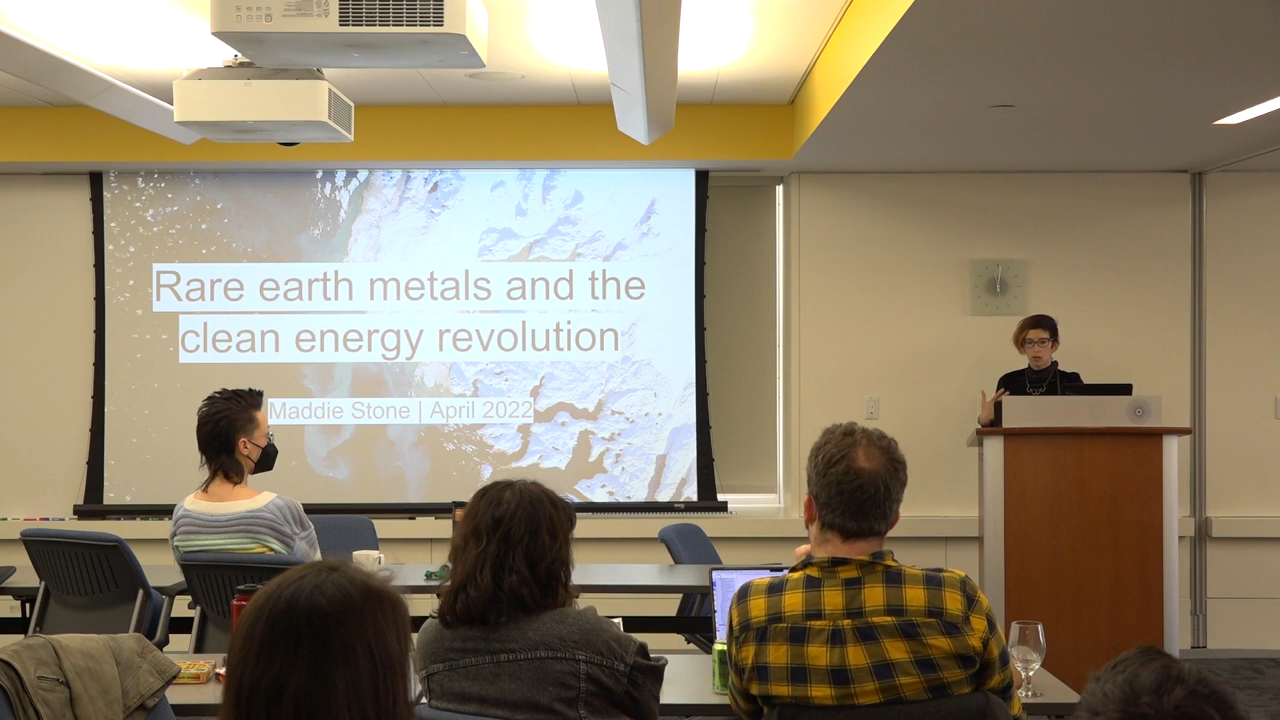 Rare earth metals and the
clean energy revolution
Maddie Stone | April 2022